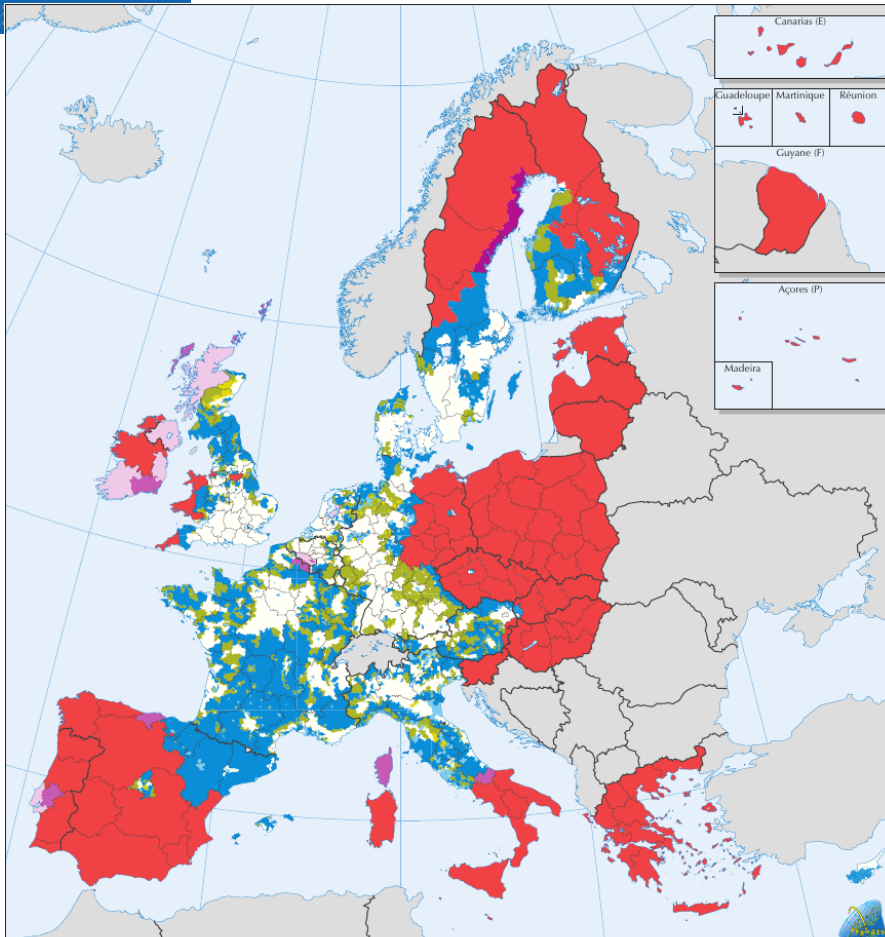 Canarias (E)
Guadeloupe
Martinique
Réunion
Guyane (F)
Açores (P)
Madeira